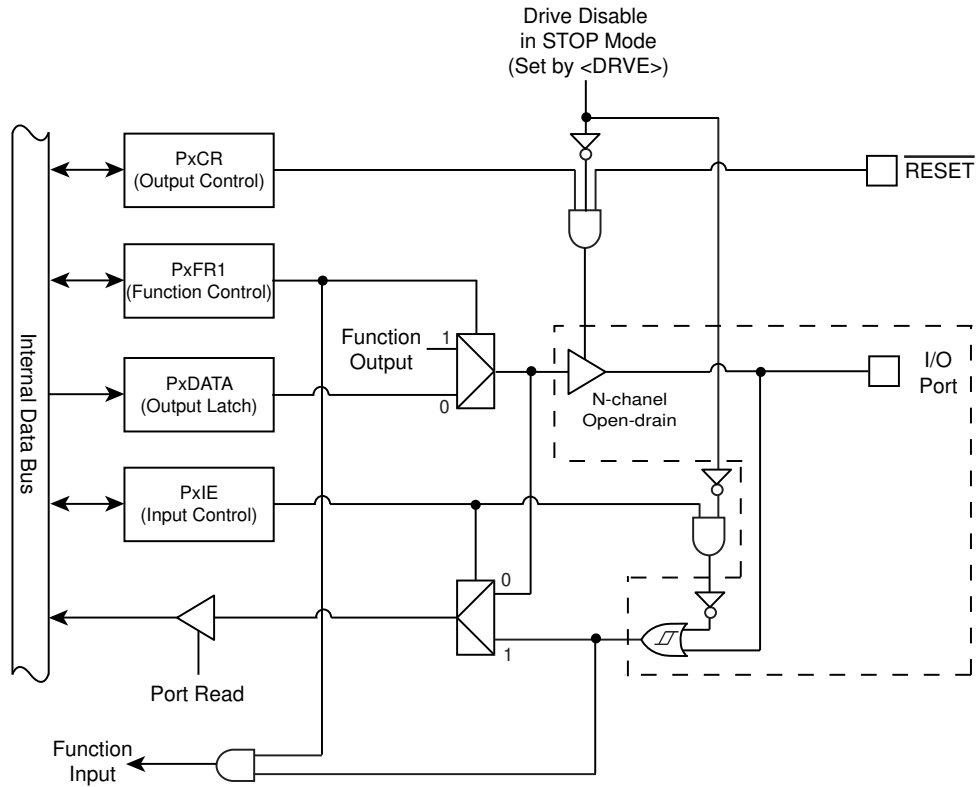 Drive Disable
in STOP Mode
(Set by <DRVE>)
PxCR
(Output Control)
RESET
PxFR1
(Function Control)
Function
Output
1
0
I/O
Port
PxDATA
(Output Latch)
N-chanel
Open-drain
Internal Data Bus
PxIE
(Input Control)
0
1
Port Read
Function
Input